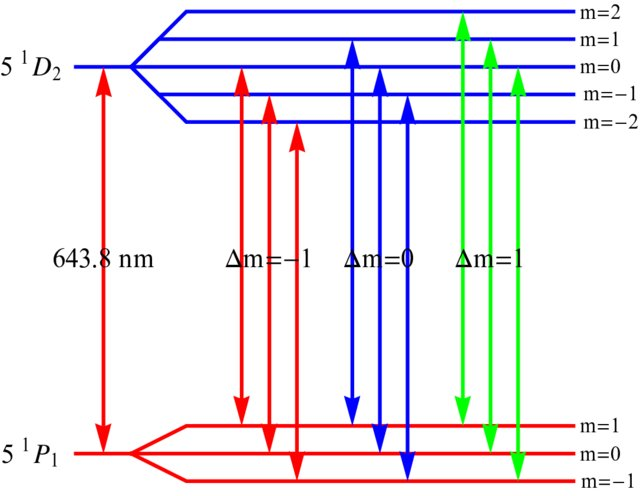 m=2
m=1
5 ¹D₂ m=0
m=−1
m=−2
643.8 nm Δm=−1 Δm=0 Δm=1
m=1
5 ¹P₁ m=0
m=−1